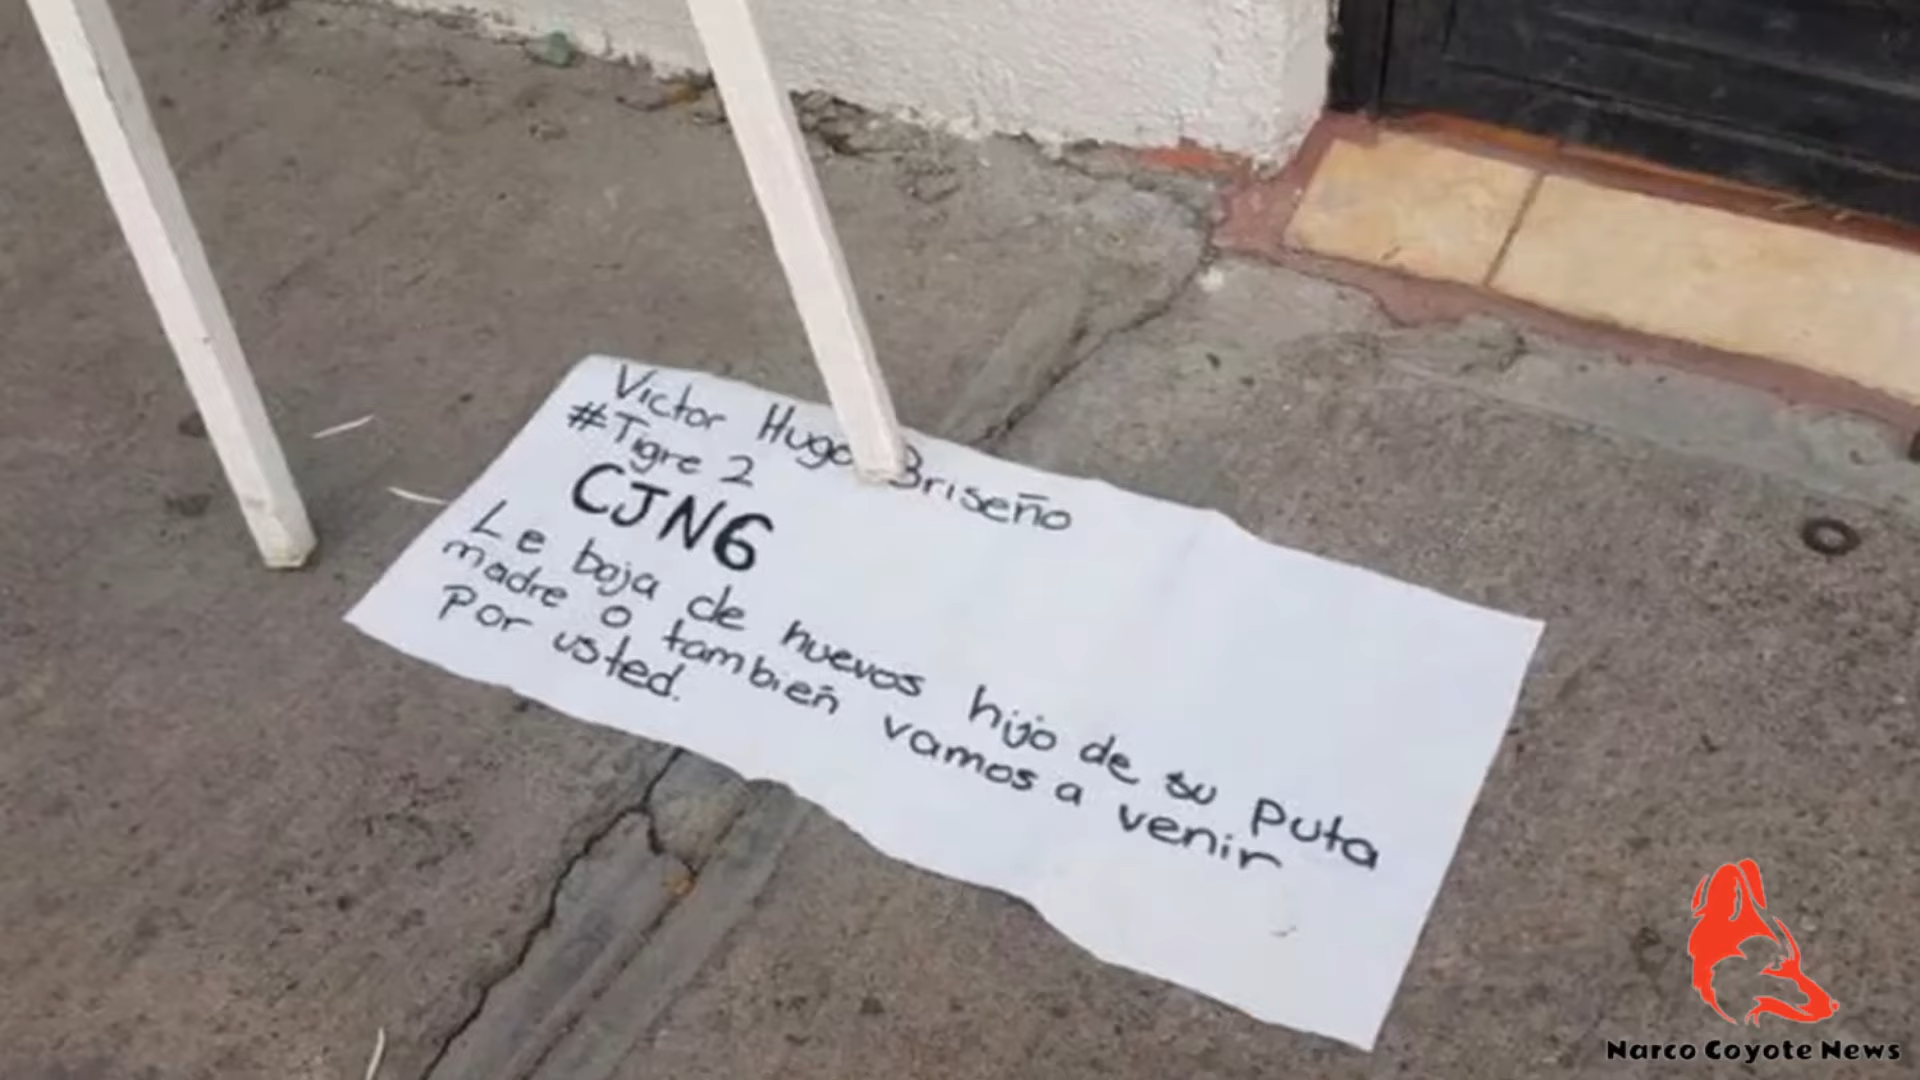 Victor Hugo Briseño
#Tigre 2
CJNG
Le baja de huevos hijo de su puta
madre o tambień vamos a venir
por usted.
Narco Coyote News